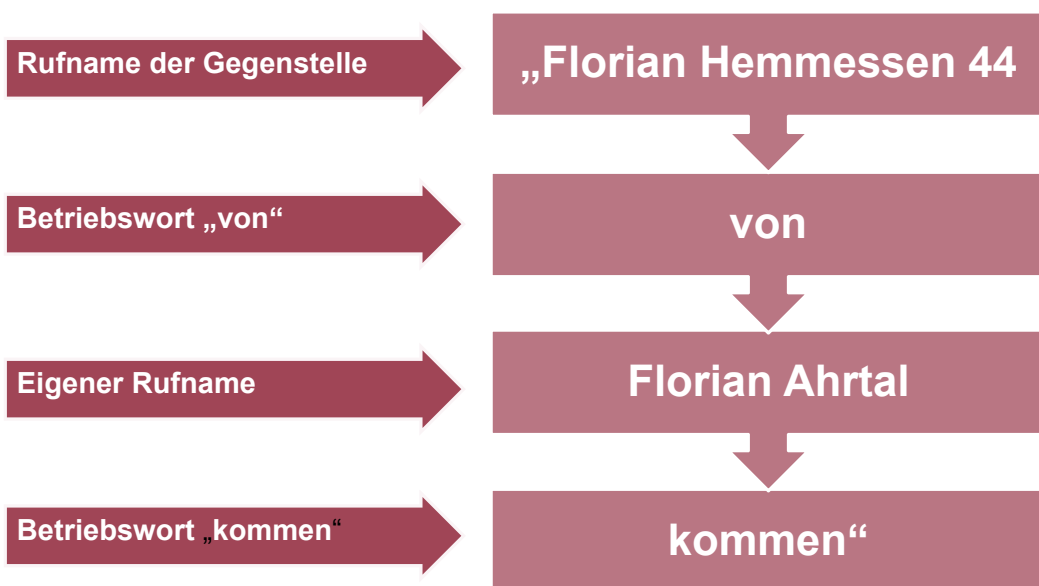 Rufname der Gegenstelle
„Florian Hemmessen 44
Betriebswort „von“
von
Eigener Rufname
Florian Ahrtal
Betriebswort „kommen“
kommen“